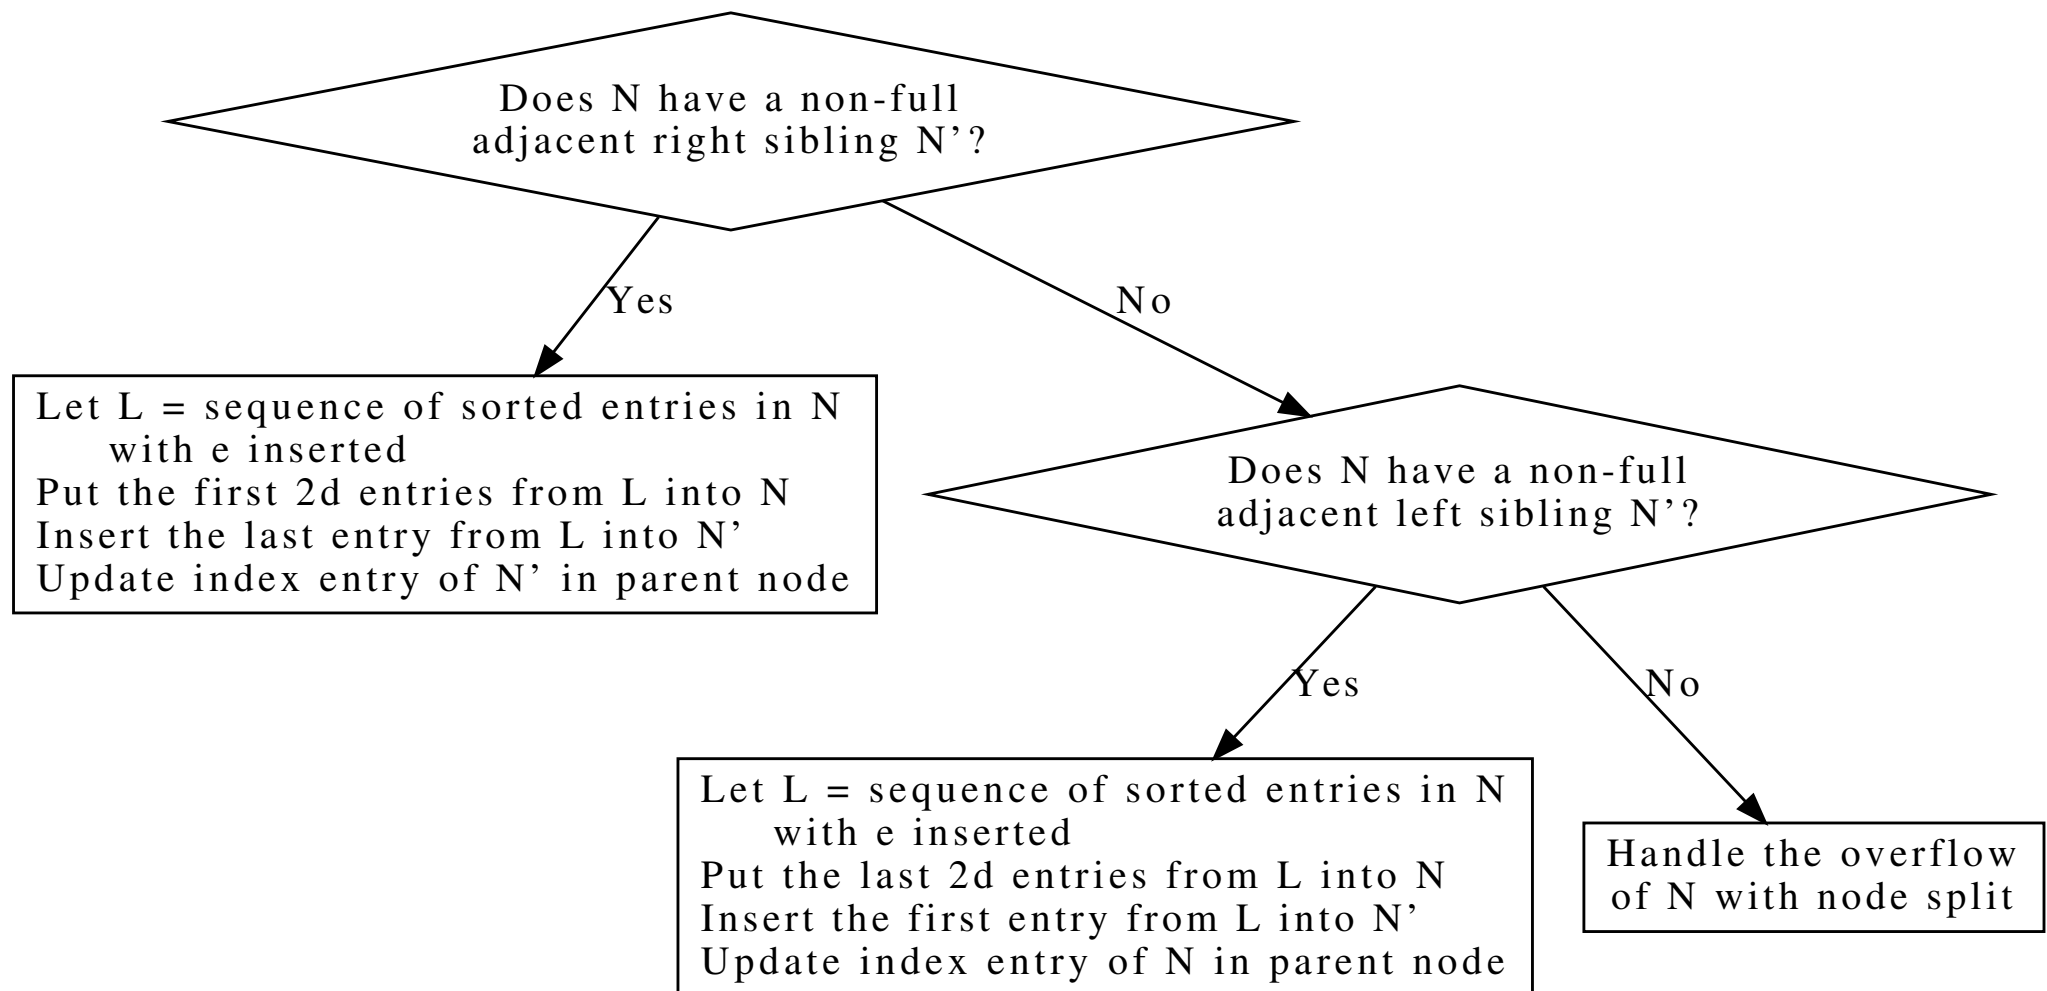 Does N have a non-full
adjacent right sibling N’?
Yes
No
Let L = sequence of sorted entries in N
with e inserted
Put the first 2d entries from L into N
Insert the last entry from L into N’
Update index entry of N’ in parent node
Does N have a non-full
adjacent left sibling N’?
Yes
No
Let L = sequence of sorted entries in N
with e inserted
Put the last 2d entries from L into N
Insert the first entry from L into N’
Update index entry of N in parent node
Handle the overflow
of N with node split